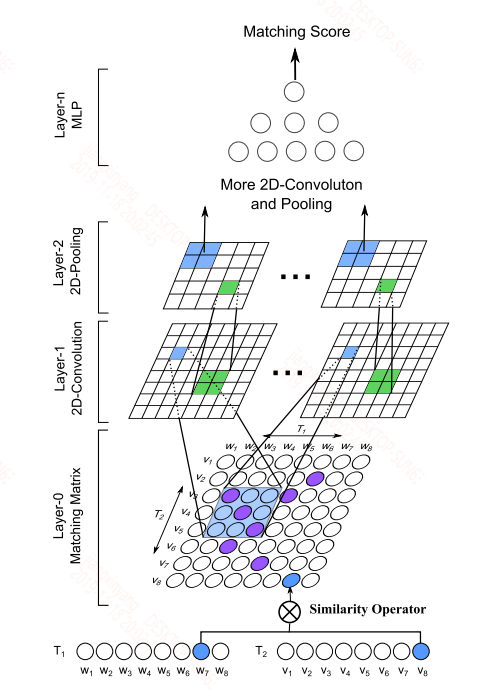 Matching Score
Layer-n
MLP
More 2D-Convoluton
and Pooling
Layer-2
2D-Pooling
...
...
Layer-1
2D-Convolution
Layer-0
Matching Matrix
T₁
w₁ w₂ w₃ w₄ w₅ w₆ w₇ w₈
v₁
v₂
v₃
v₄
v₅
v₆
v₇
v₈
T₂
Similarity Operator
T₁
w₁ w₂ w₃ w₄ w₅ w₆ w₇ w₈
T₂
v₁ v₂ v₃ v₄ v₅ v₆ v₇ v₈